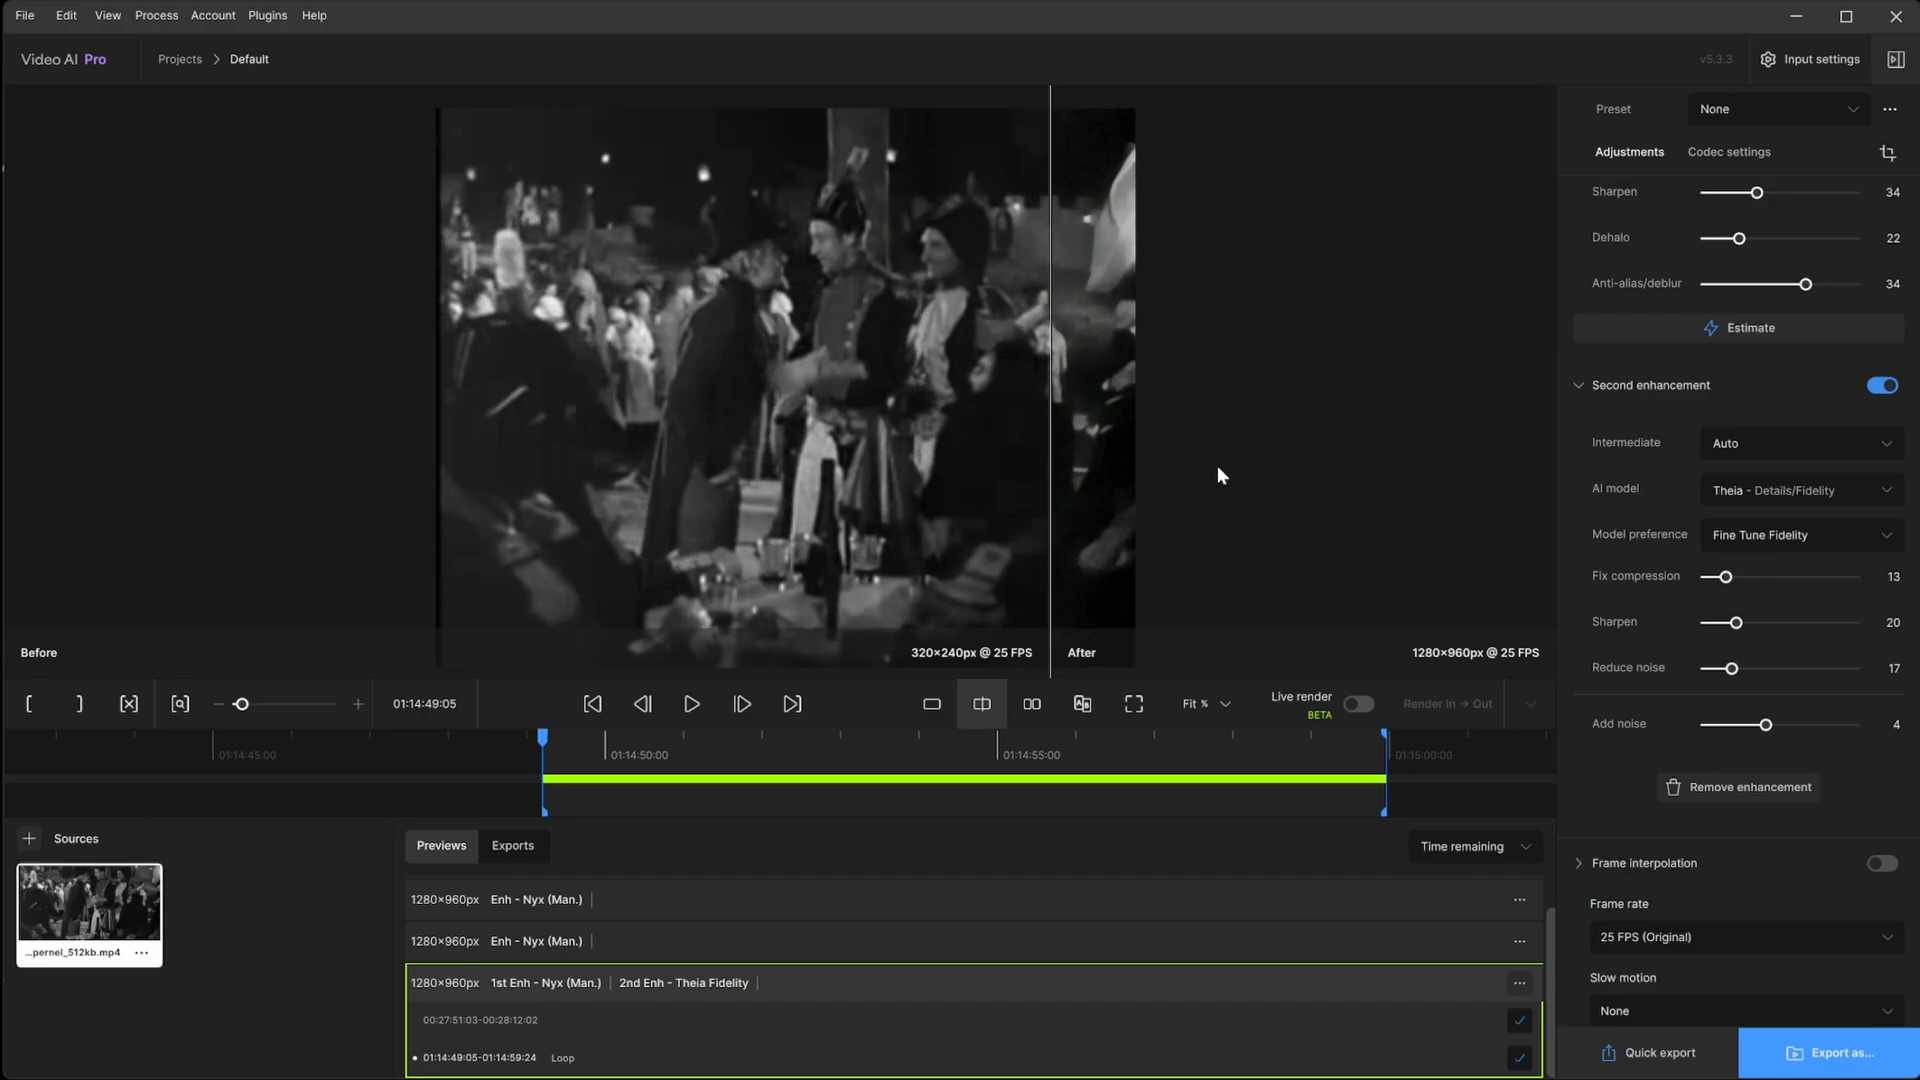 File Edit View Process Account Plugins Help
Video AI Pro Projects Default v5.3.3 Input settings
Preset None
Adjustments Codec settings
Sharpen 34
Dehalo 22
Anti-alias/deblur 34
Estimate
Second enhancement
Intermediate Auto
AI model Theia - Details/Fidelity
Model preference Fine Tune Fidelity
Fix compression 13
Sharpen 20
Reduce noise 17
Add noise 4
Remove enhancement
Frame interpolation
Frame rate
25 FPS (Original)
Slow motion
None
Quick export Export as...
Before 320×240px @ 25 FPS After 1280×960px @ 25 FPS
01:14:49:05 Fit % Live render BETA Render In → Out
01:14:45:00 01:14:50:00 01:14:55:00 01:15:00:00
Sources
...pernel_512kb.mp4
Previews Exports Time remaining
1280×960px Enh - Nyx (Man.)
1280×960px Enh - Nyx (Man.)
1280×960px 1st Enh - Nyx (Man.) 2nd Enh - Theia Fidelity
00:27:51:03-00:28:12:02
01:14:49:05-01:14:59:24 Loop